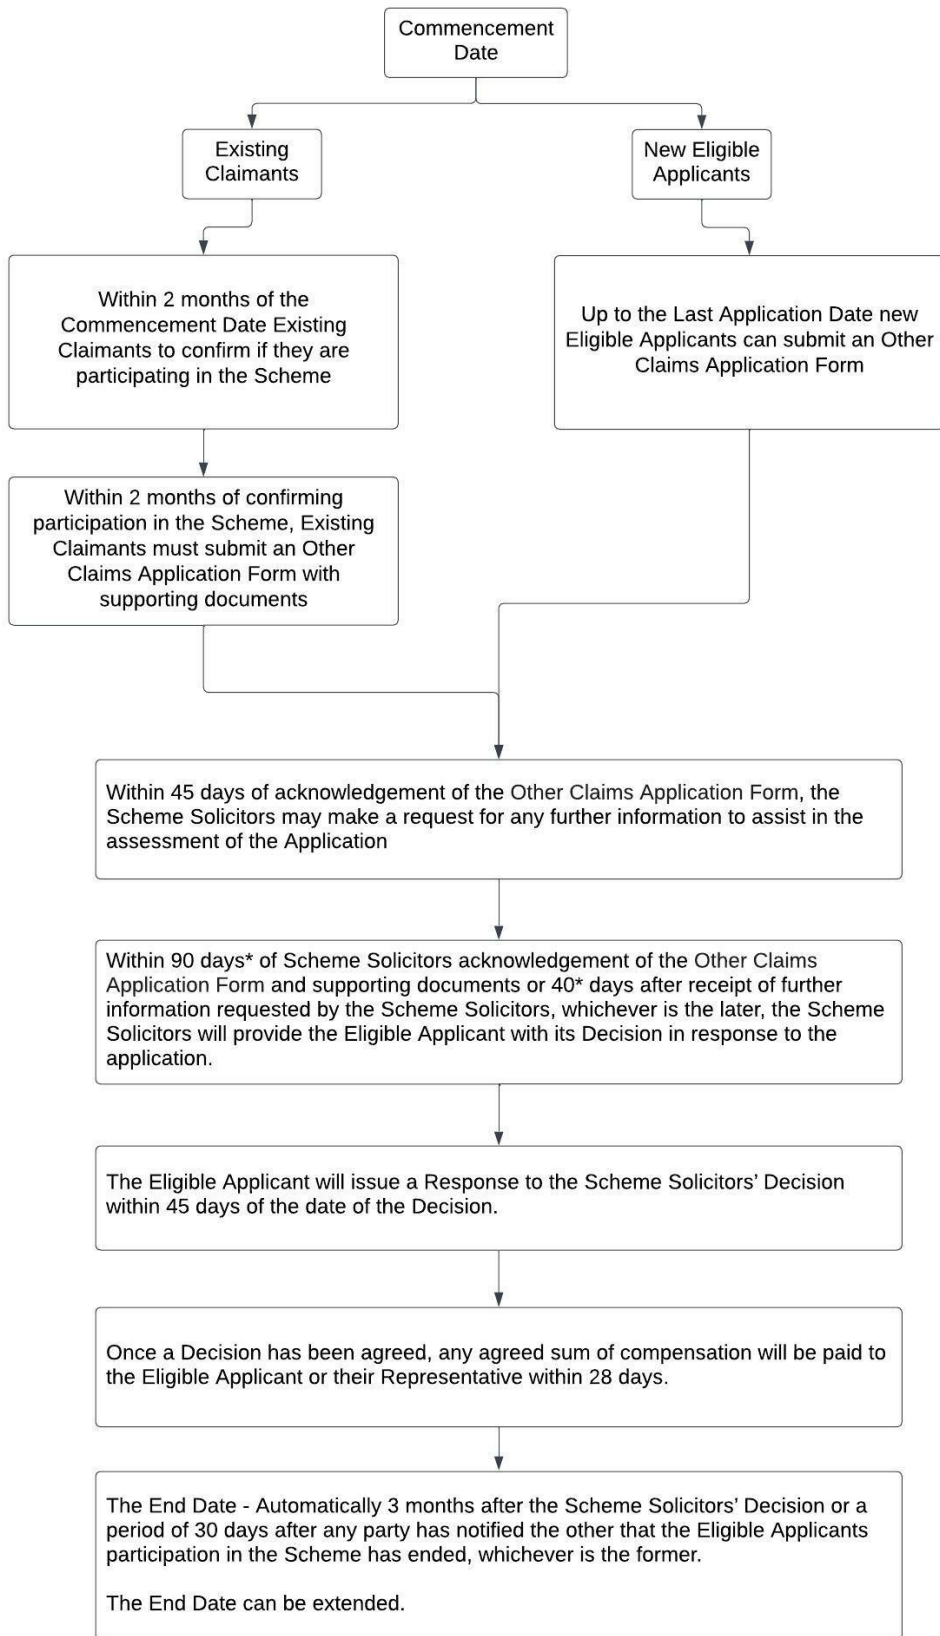 Commencement
Date
Existing
Claimants
New Eligible
Applicants
Within 2 months of the
Commencement Date Existing
Claimants to confirm if they are
participating in the Scheme
Up to the Last Application Date new
Eligible Applicants can submit an Other
Claims Application Form
Within 2 months of confirming
participation in the Scheme, Existing
Claimants must submit an Other
Claims Application Form with
supporting documents
Within 45 days of acknowledgement of the Other Claims Application Form, the
Scheme Solicitors may make a request for any further information to assist in the
assessment of the Application
Within 90 days* of Scheme Solicitors acknowledgement of the Other Claims
Application Form and supporting documents or 40* days after receipt of further
information requested by the Scheme Solicitors, whichever is the later, the Scheme
Solicitors will provide the Eligible Applicant with its Decision in response to the
application.
The Eligible Applicant will issue a Response to the Scheme Solicitors’ Decision
within 45 days of the date of the Decision.
Once a Decision has been agreed, any agreed sum of compensation will be paid to
the Eligible Applicant or their Representative within 28 days.
The End Date - Automatically 3 months after the Scheme Solicitors’ Decision or a
period of 30 days after any party has notified the other that the Eligible Applicants
participation in the Scheme has ended, whichever is the former.
The End Date can be extended.